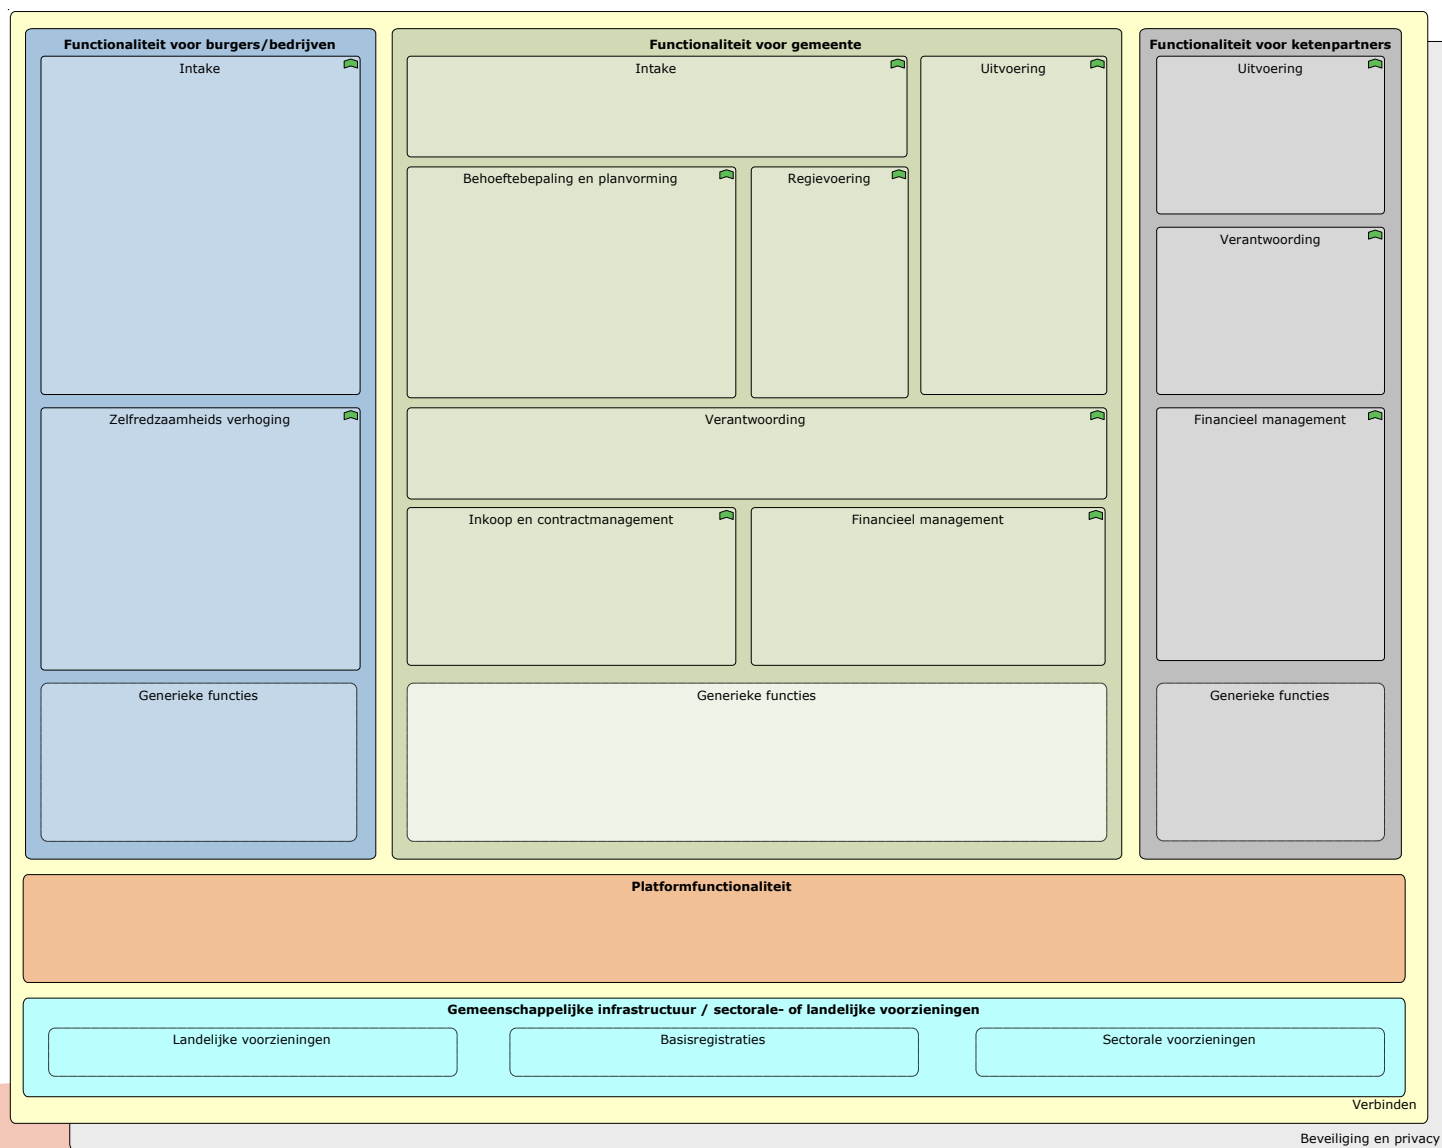 Functionaliteit voor burgers/bedrijven
Intake
Zelfredzaamheids verhoging
Generieke functies
Functionaliteit voor gemeente
Intake
Uitvoering
Behoeftebepaling en planvorming
Regievoering
Verantwoording
Inkoop en contractmanagement
Financieel management
Generieke functies
Functionaliteit voor ketenpartners
Uitvoering
Verantwoording
Financieel management
Generieke functies
Platformfunctionaliteit
Gemeenschappelijke infrastructuur / sectorale- of landelijke voorzieningen
Landelijke voorzieningen
Basisregistraties
Sectorale voorzieningen
Verbinden
Beveiliging en privacy